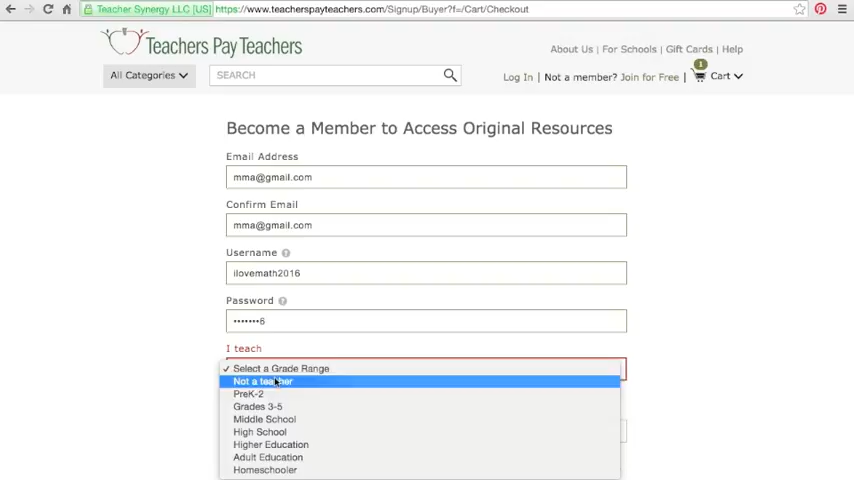 Teacher Synergy LLC [US] https://www.teacherspayteachers.com/Signup/Buyer?f=/Cart/Checkout
Teachers Pay Teachers
About Us | For Schools | Gift Cards | Help
All Categories SEARCH Log In | Not a member? Join for Free | 1 Cart
Become a Member to Access Original Resources
Email Address
mma@gmail.com
Confirm Email
mma@gmail.com
Username ?
ilovemath2016
Password ?
•••••••6
I teach
✓ Select a Grade Range
Not a teacher
PreK-2
Grades 3-5
Middle School
High School
Higher Education
Adult Education
Homeschooler